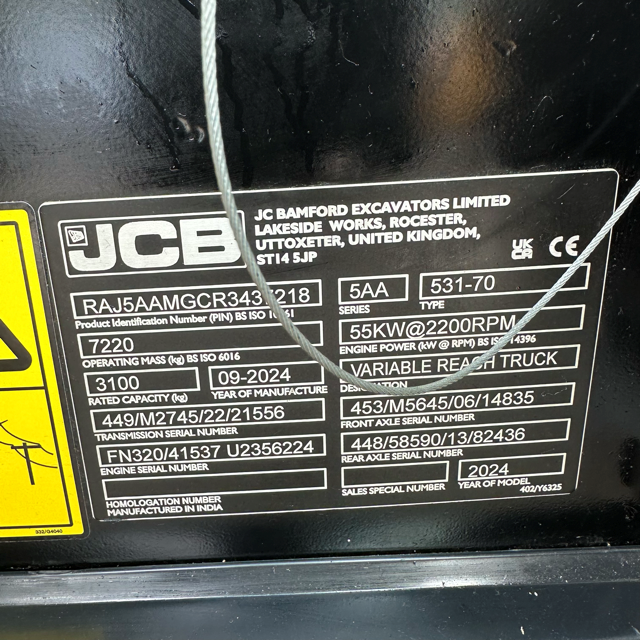 JCB
JC BAMFORD EXCAVATORS LIMITED
LAKESIDE WORKS, ROCESTER,
UTTOXETER, UNITED KINGDOM,
ST14 5JP
UK
CA CE
Product Identification Number (PIN) BS ISO
7220
OPERATING MASS (kg) BS ISO 6016
3100
RATED CAPACITY (kg)
09-2024
YEAR OF MANUFACTURE
449/M2745/22/21556
TRANSMISSION SERIAL NUMBER
FN320/41537 U2356224
ENGINE SERIAL NUMBER
HOMOLOGATION NUMBER
MANUFACTURED IN INDIA
5AA
SERIES
531-70
TYPE
55KW@2200RPM
ENGINE POWER (kW @ RPM) BS ISO 14396
VARIABLE REACH TRUCK
DESIGNATION
453/M5645/06/14835
FRONT AXLE SERIAL NUMBER
448/58590/13/82436
REAR AXLE SERIAL NUMBER
SALES SPECIAL NUMBER
2024
YEAR OF MODEL
402/Y6325
332/G4040